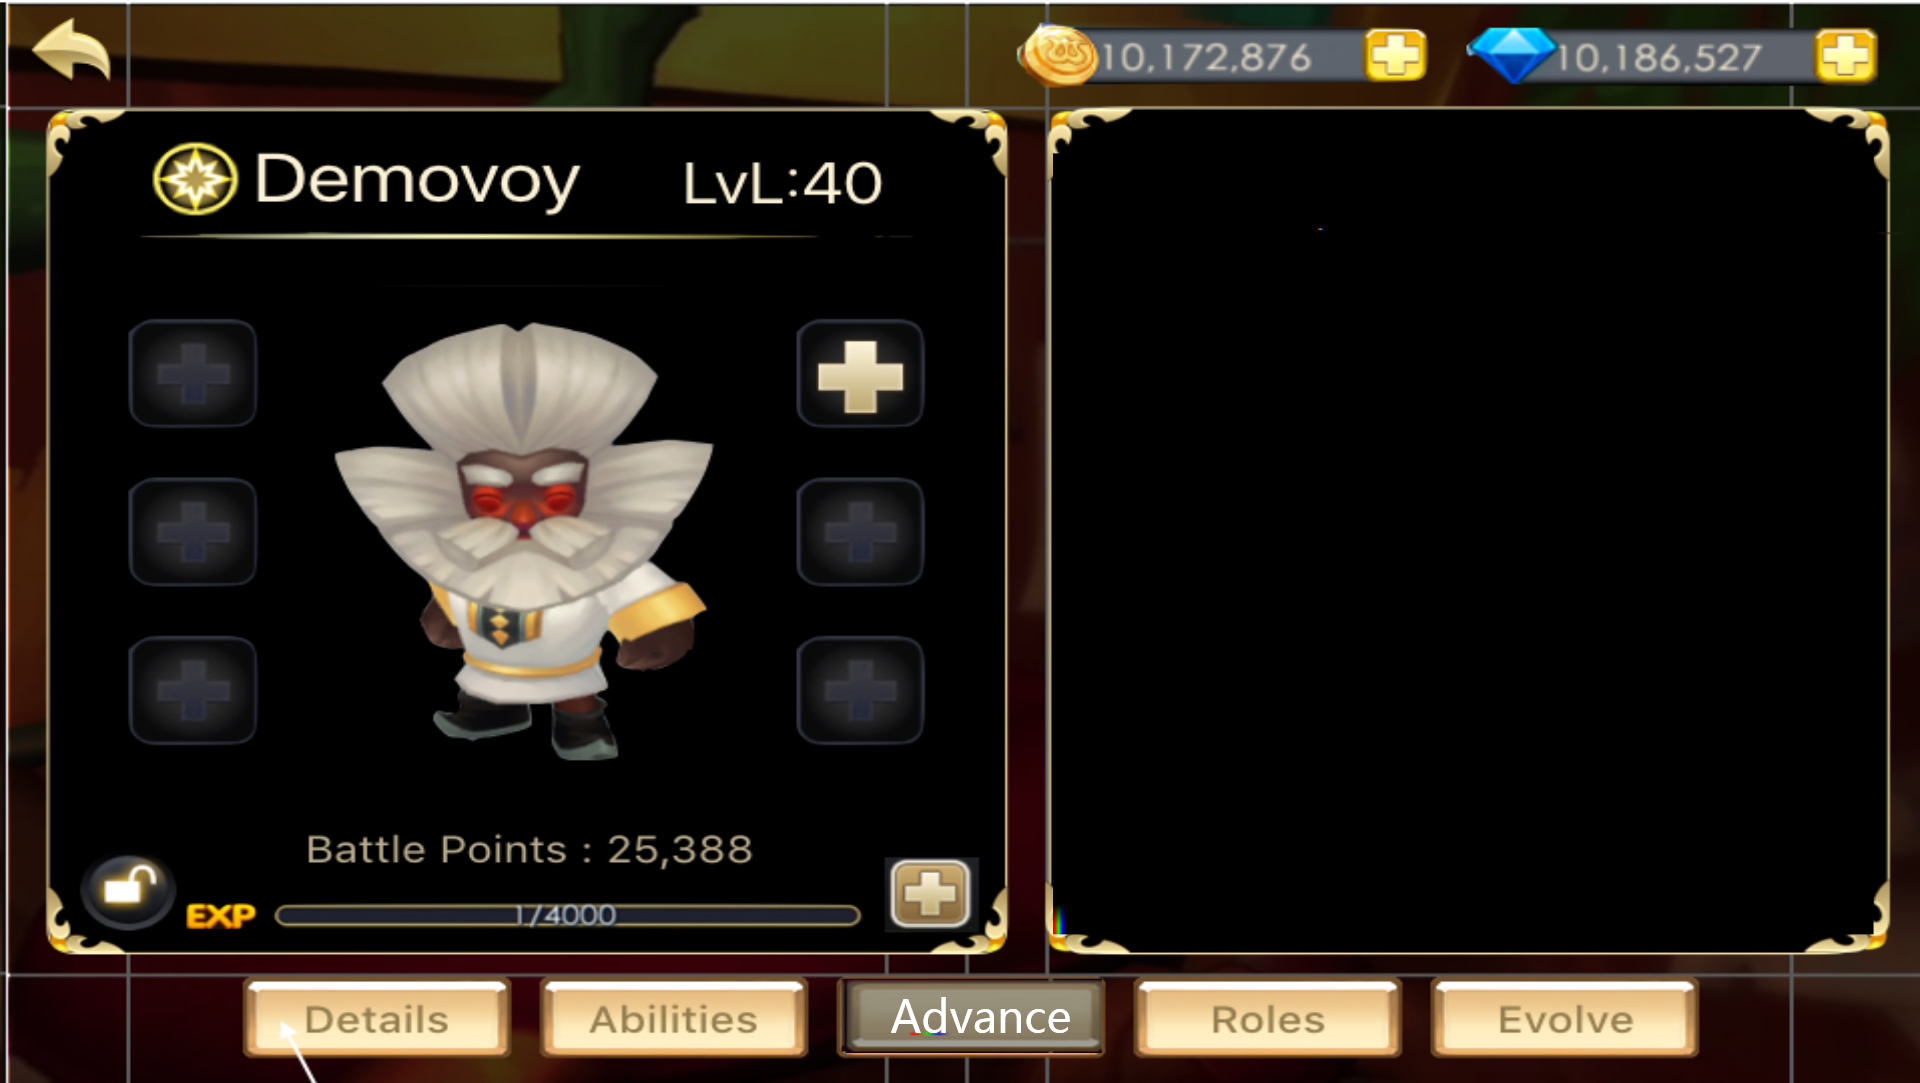 10,172,876
10,186,527
Demovoy
LvL:40
Battle Points : 25,388
EXP
1/4000
Details
Abilities
Advance
Roles
Evolve